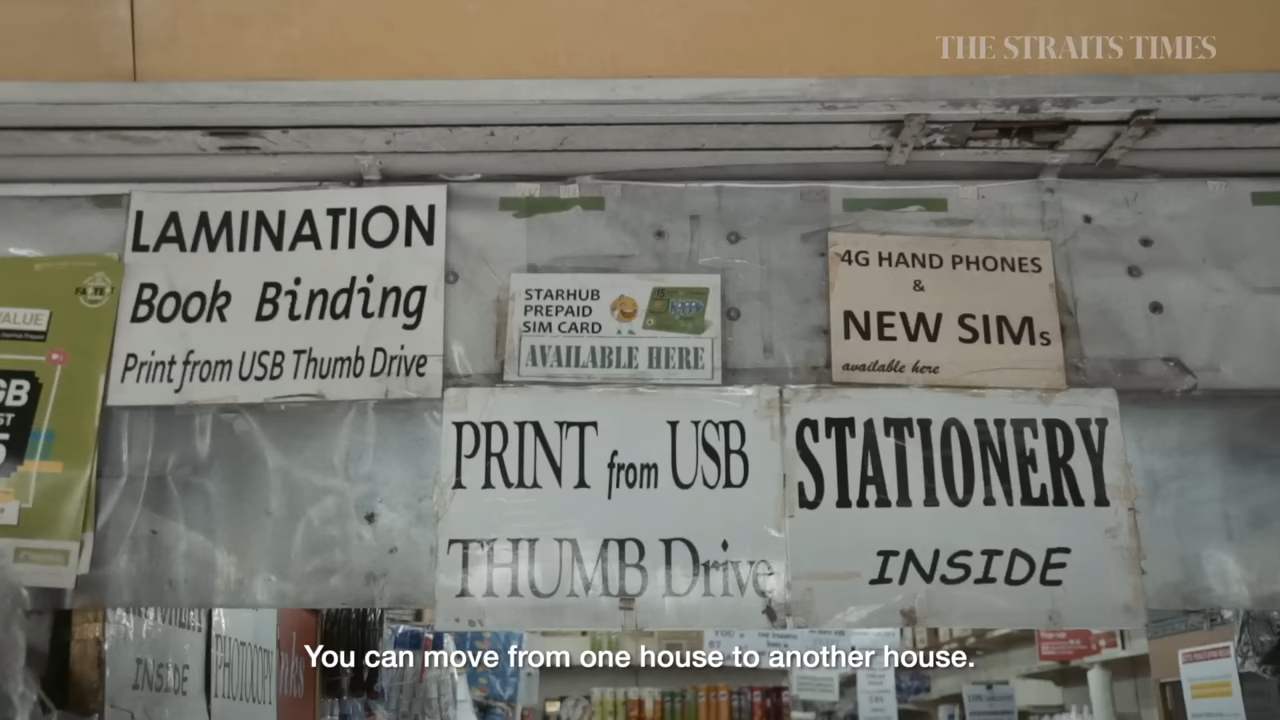 THE STRAITS TIMES
LAMINATION
Book Binding
Print from USB Thumb Drive
STARHUB
PREPAID
SIM CARD
AVAILABLE HERE
4G HAND PHONES
&
NEW SIMs
available here
VALUE
GB
PRINT from USB
THUMB Drive
STATIONERY
INSIDE
INSIDE
PHOTOCOPY
You can move from one house to another house.